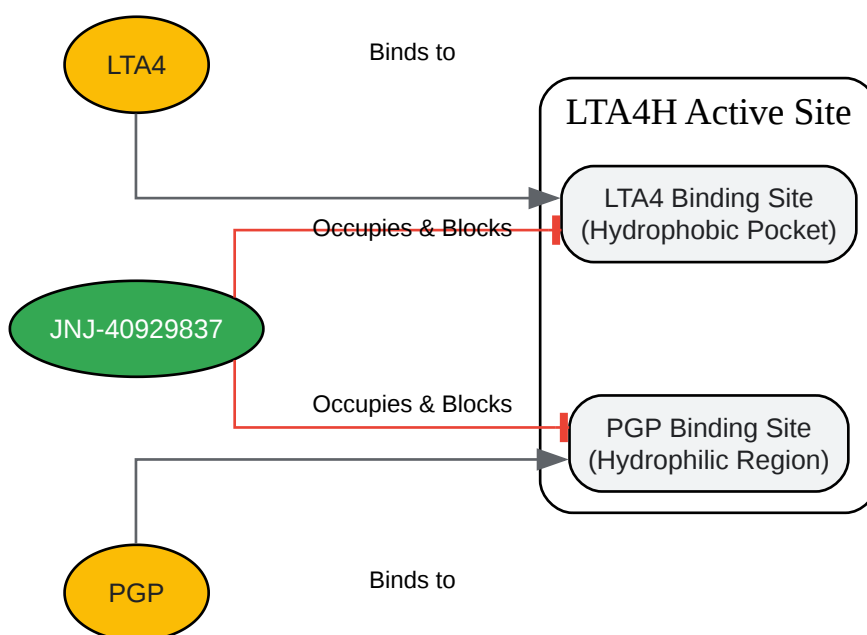 LTA4
Binds to
LTA4H Active Site
LTA4 Binding Site
(Hydrophobic Pocket)
Occupies & Blocks
JNJ-40929837
Occupies & Blocks
PGP Binding Site
(Hydrophilic Region)
PGP
Binds to